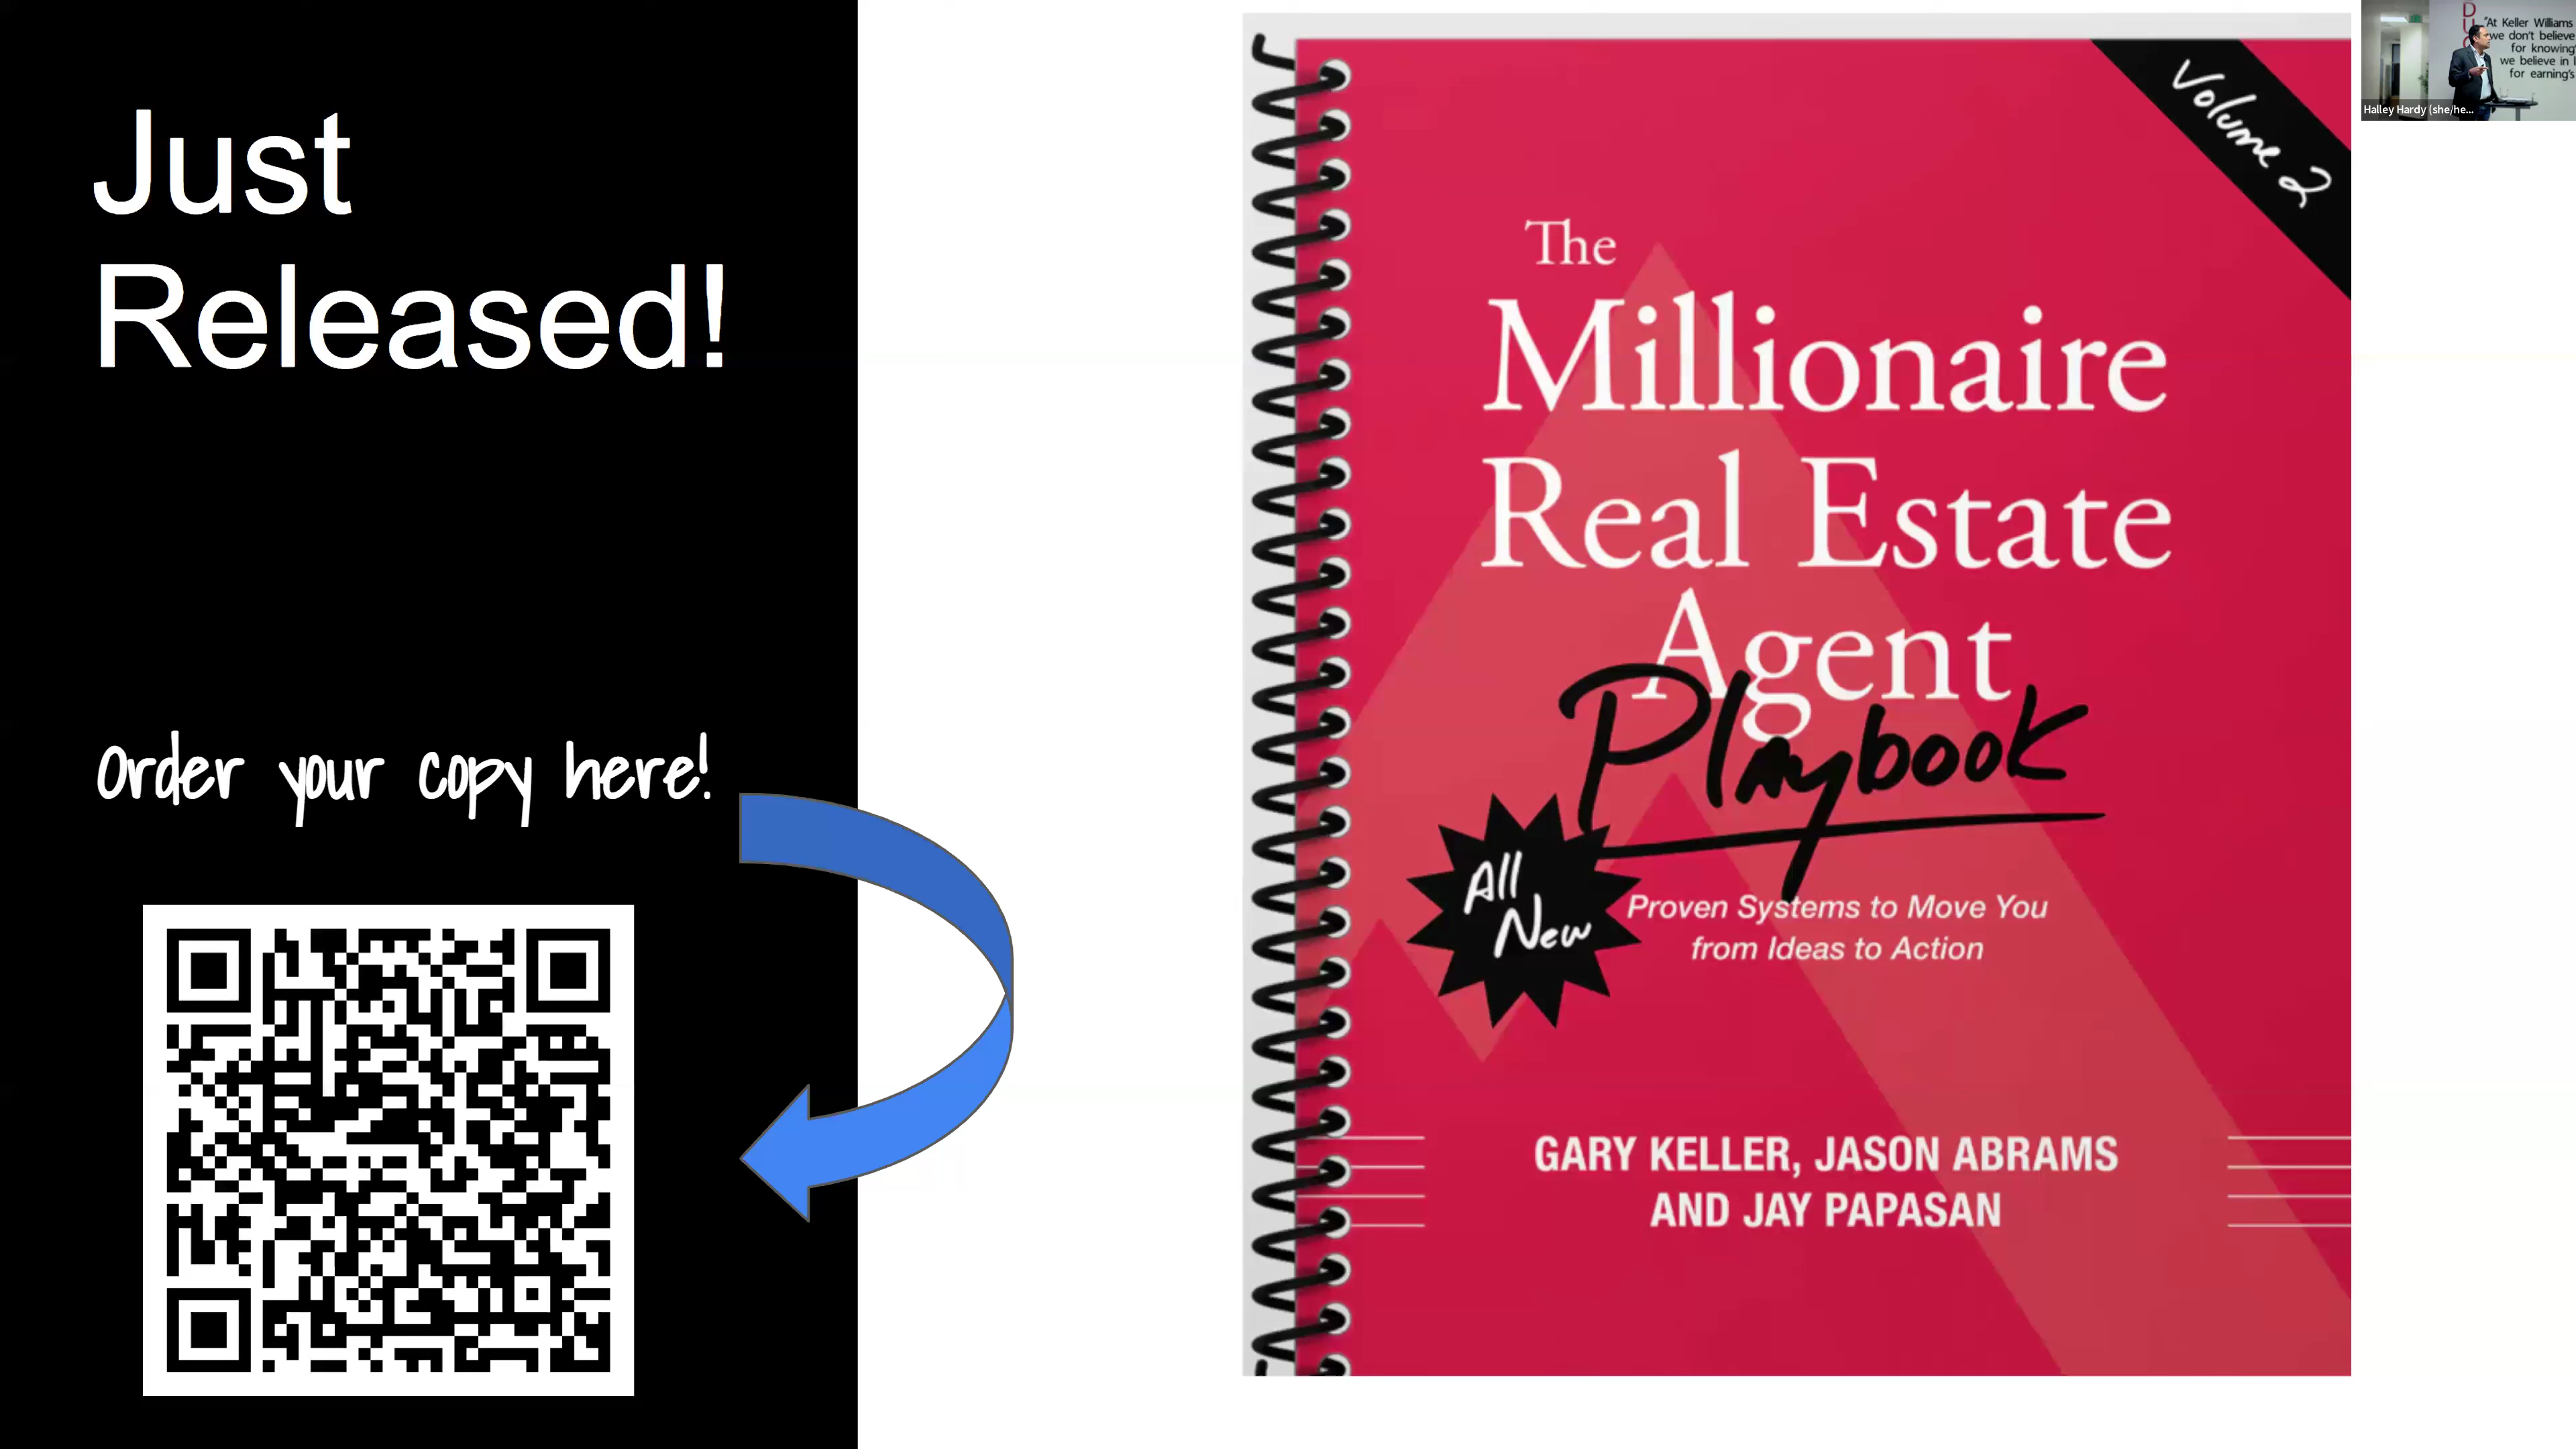 Just
Released!
Order your copy here!
Volume 2
The
Millionaire
Real Estate
Agent
Playbook
All
New
Proven Systems to Move You
from Ideas to Action
GARY KELLER, JASON ABRAMS
AND JAY PAPASAN
"At Keller Williams
we don't believe
for knowing
we believe in
for earning's
Halley Hardy (she/he...